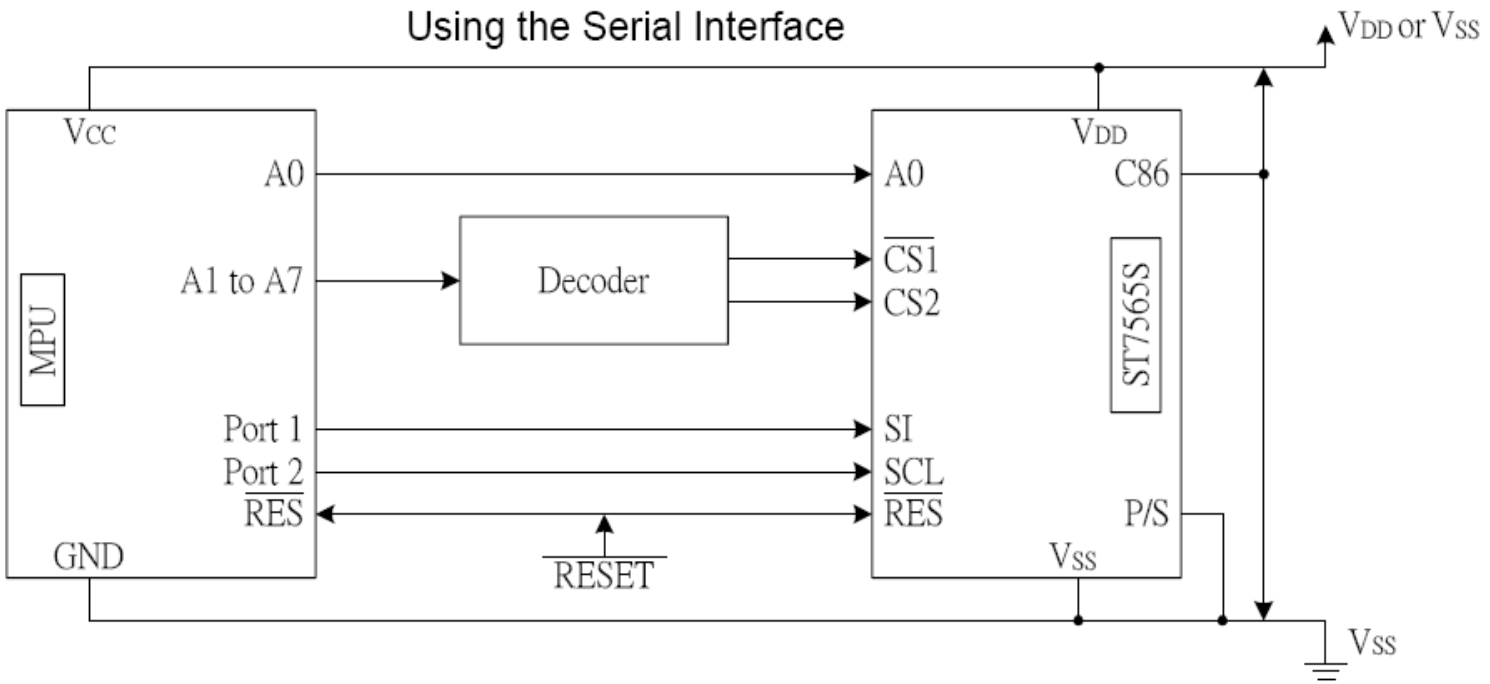 Using the Serial Interface
VDD or VSS
VCC
VDD
A0
A0
C86
CS1
A1 to A7
Decoder
CS2
MPU
ST7565S
Port 1
SI
Port 2
SCL
RES
RES
P/S
GND
RESET
VSS
VSS